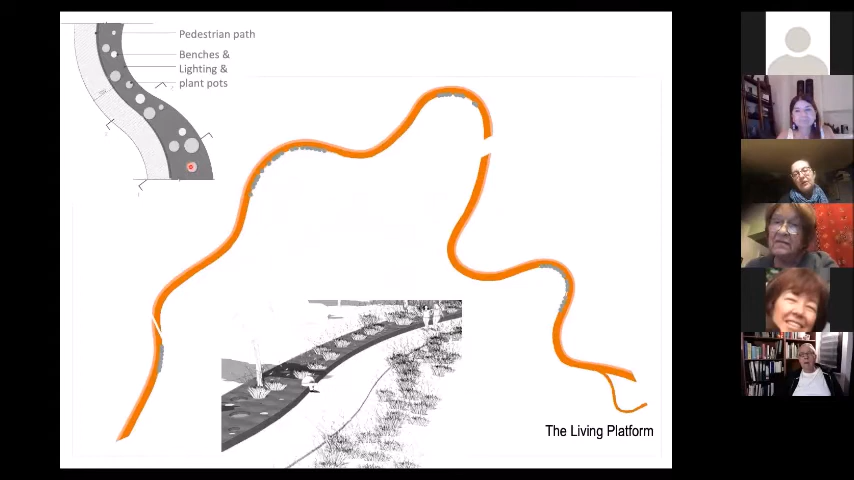 Pedestrian path
Benches &
Lighting &
plant pots
The Living Platform